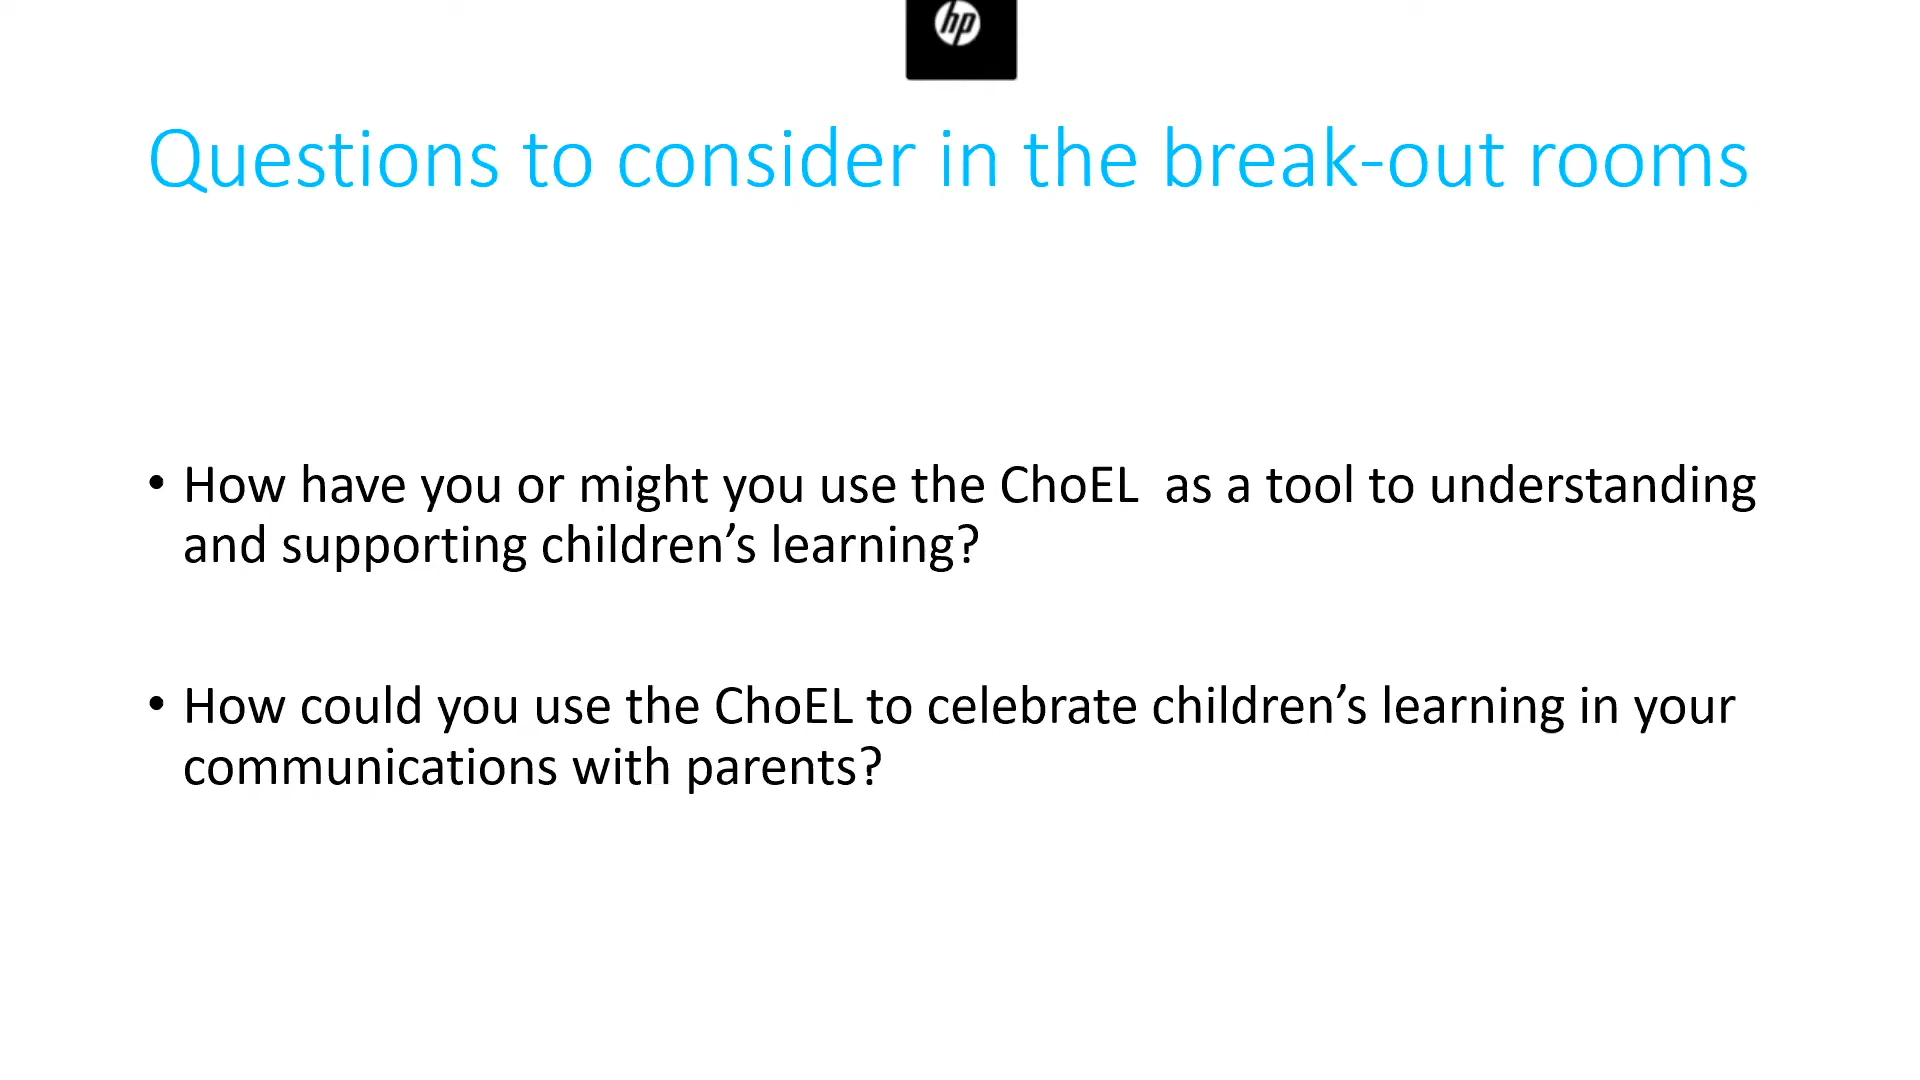 hp
Questions to consider in the break-out rooms
• How have you or might you use the ChoEL  as a tool to understanding
and supporting children’s learning?
• How could you use the ChoEL to celebrate children’s learning in your
communications with parents?